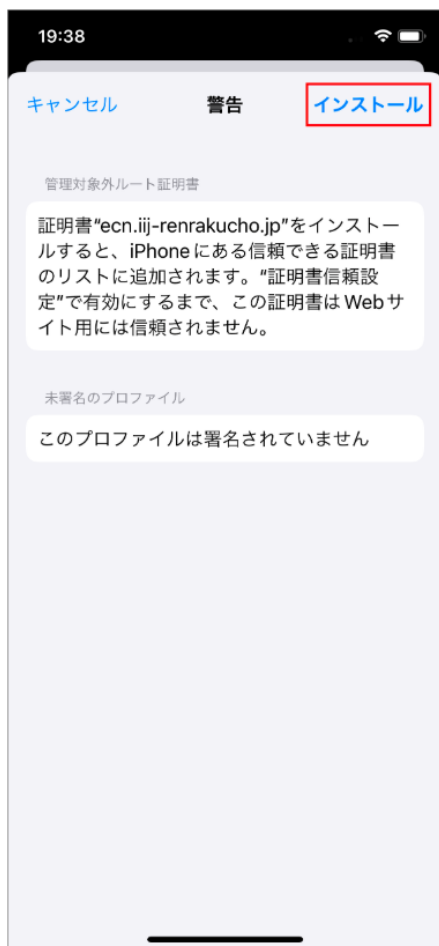 19:38
キャンセル 警告 インストール
管理対象外ルート証明書
証明書“ecn.iij-renrakucho.jp”をインストー
ルすると、iPhoneにある信頼できる証明書
のリストに追加されます。“証明書信頼設
定”で有効にするまで、この証明書はWebサ
イト用には信頼されません。
未署名のプロファイル
このプロファイルは署名されていません